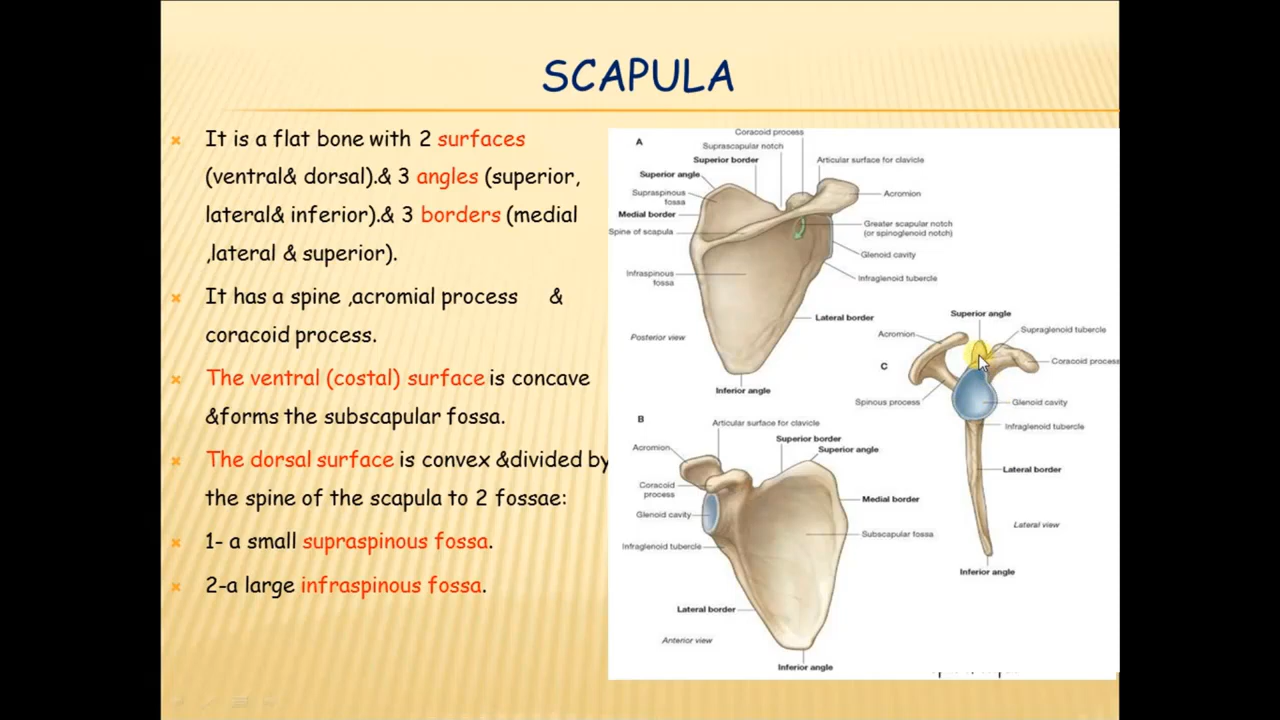 SCAPULA
It is a flat bone with 2 surfaces
(ventral& dorsal).& 3 angles (superior,
lateral& inferior).& 3 borders (medial
,lateral & superior).
It has a spine ,acromial process &
coracoid process.
The ventral (costal) surface is concave
&forms the subscapular fossa.
The dorsal surface is convex &divided by
the spine of the scapula to 2 fossae:
1- a small supraspinous fossa.
2-a large infraspinous fossa.
A
Coracoid process
Suprascapular notch
Superior border
Articular surface for clavicle
Superior angle
Acromion
Supraspinous
fossa
Medial border
Greater scapular notch
(or spinoglenoid notch)
Spine of scapula
Glenoid cavity
Infraspinous
fossa
Infraglenoid tubercle
Lateral border
Posterior view
Inferior angle
B
Articular surface for clavicle
Superior border
Acromion
Superior angle
Coracoid
process
Medial border
Glenoid cavity
Subscapular fossa
Infraglenoid tubercle
Lateral border
Anterior view
Inferior angle
C
Superior angle
Acromion
Supraglenoid tubercle
Coracoid process
Spinous process
Glenoid cavity
Infraglenoid tubercle
Lateral border
Lateral view
Inferior angle